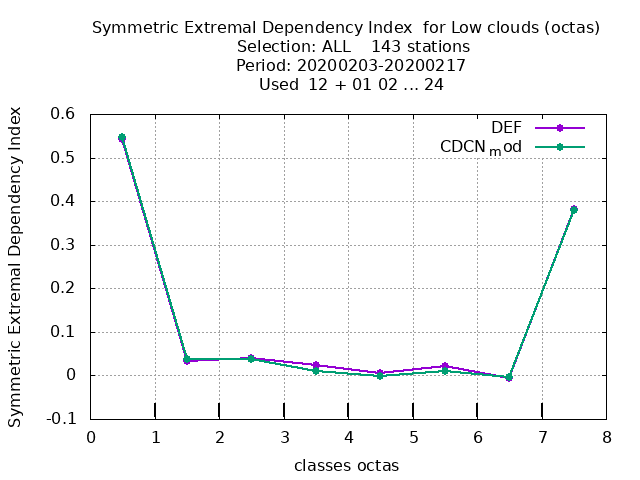 Symmetric Extremal Dependency Index  for Low clouds (octas)
Selection: ALL    143 stations
Period: 20200203-20200217
Used  12 + 01 02 ... 24
Symmetric Extremal Dependency Index
0.6
0.5
0.4
0.3
0.2
0.1
0
-0.1
DEF
CDCNmod
0 1 2 3 4 5 6 7 8
classes octas